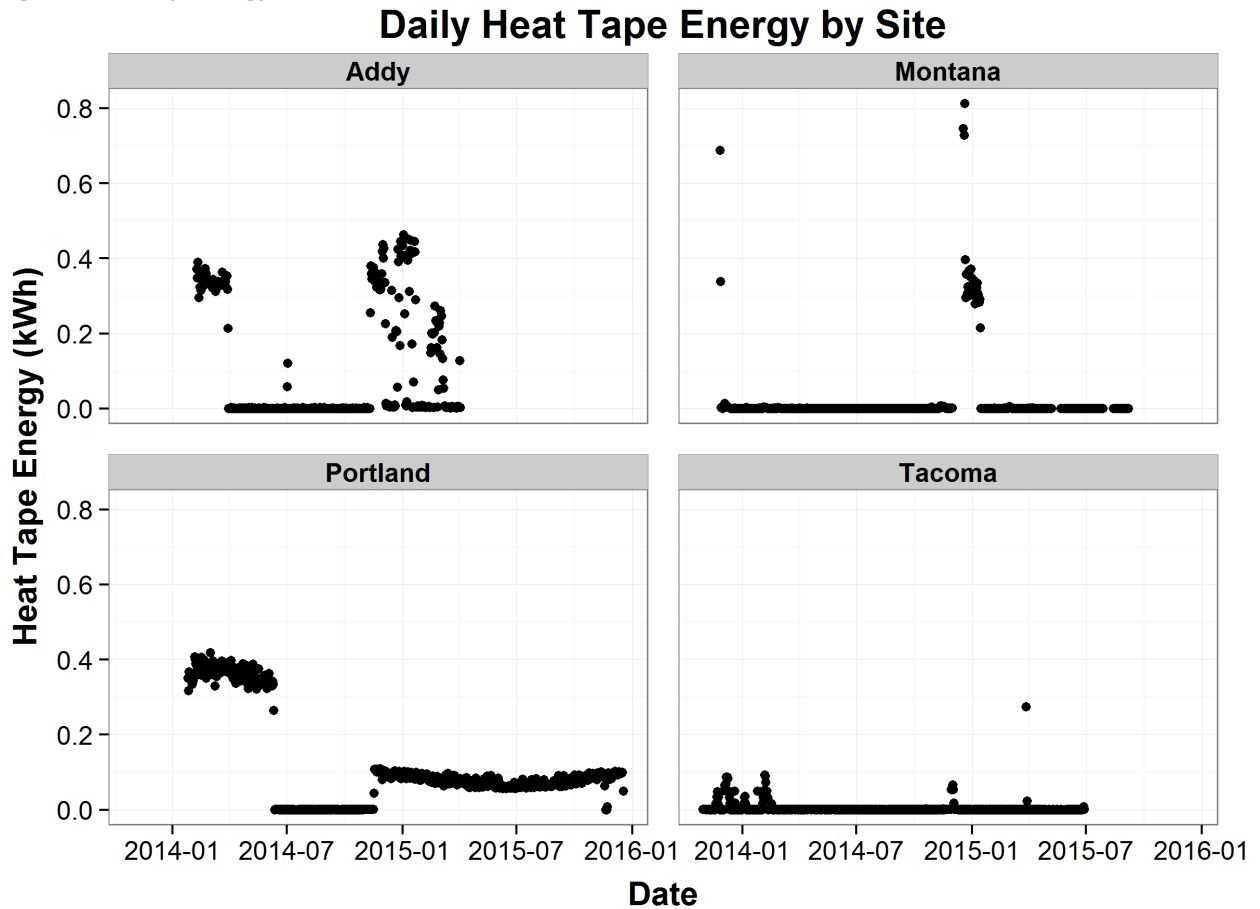 Daily Heat Tape Energy by Site
Addy
Montana
0.8
0.6
0.4
0.2
0.0
Portland
Tacoma
0.8
0.6
0.4
0.2
0.0
Heat Tape Energy (kWh)
2014-01 2014-07 2015-01 2015-07 2016-01
2014-01 2014-07 2015-01 2015-07 2016-01
Date